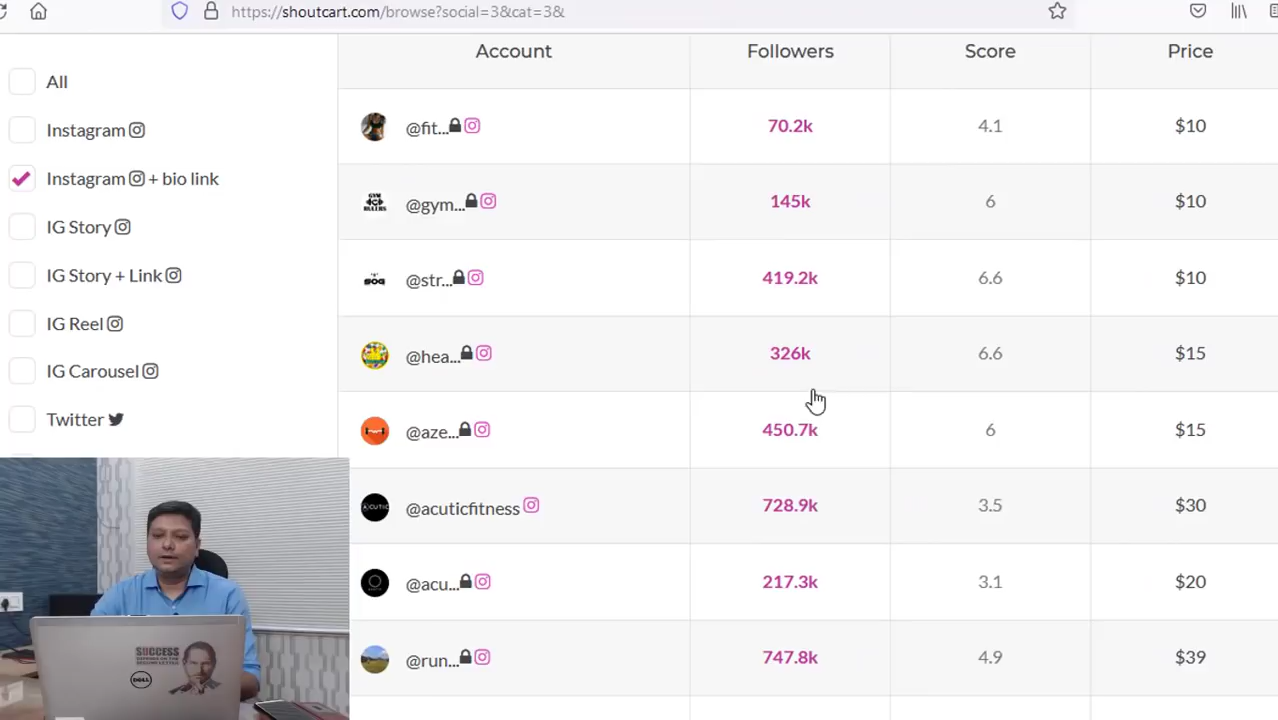 https://shoutcart.com/browse?social=3&cat=3&
Account Followers Score Price
All
Instagram
Instagram + bio link
IG Story
IG Story + Link
IG Reel
IG Carousel
Twitter
@fit... 70.2k 4.1 $10
@gym... 145k 6 $10
@str... 419.2k 6.6 $10
@hea... 326k 6.6 $15
@aze... 450.7k 6 $15
@acuticfitness 728.9k 3.5 $30
@acu... 217.3k 3.1 $20
@run... 747.8k 4.9 $39
SUCCESS
DELL